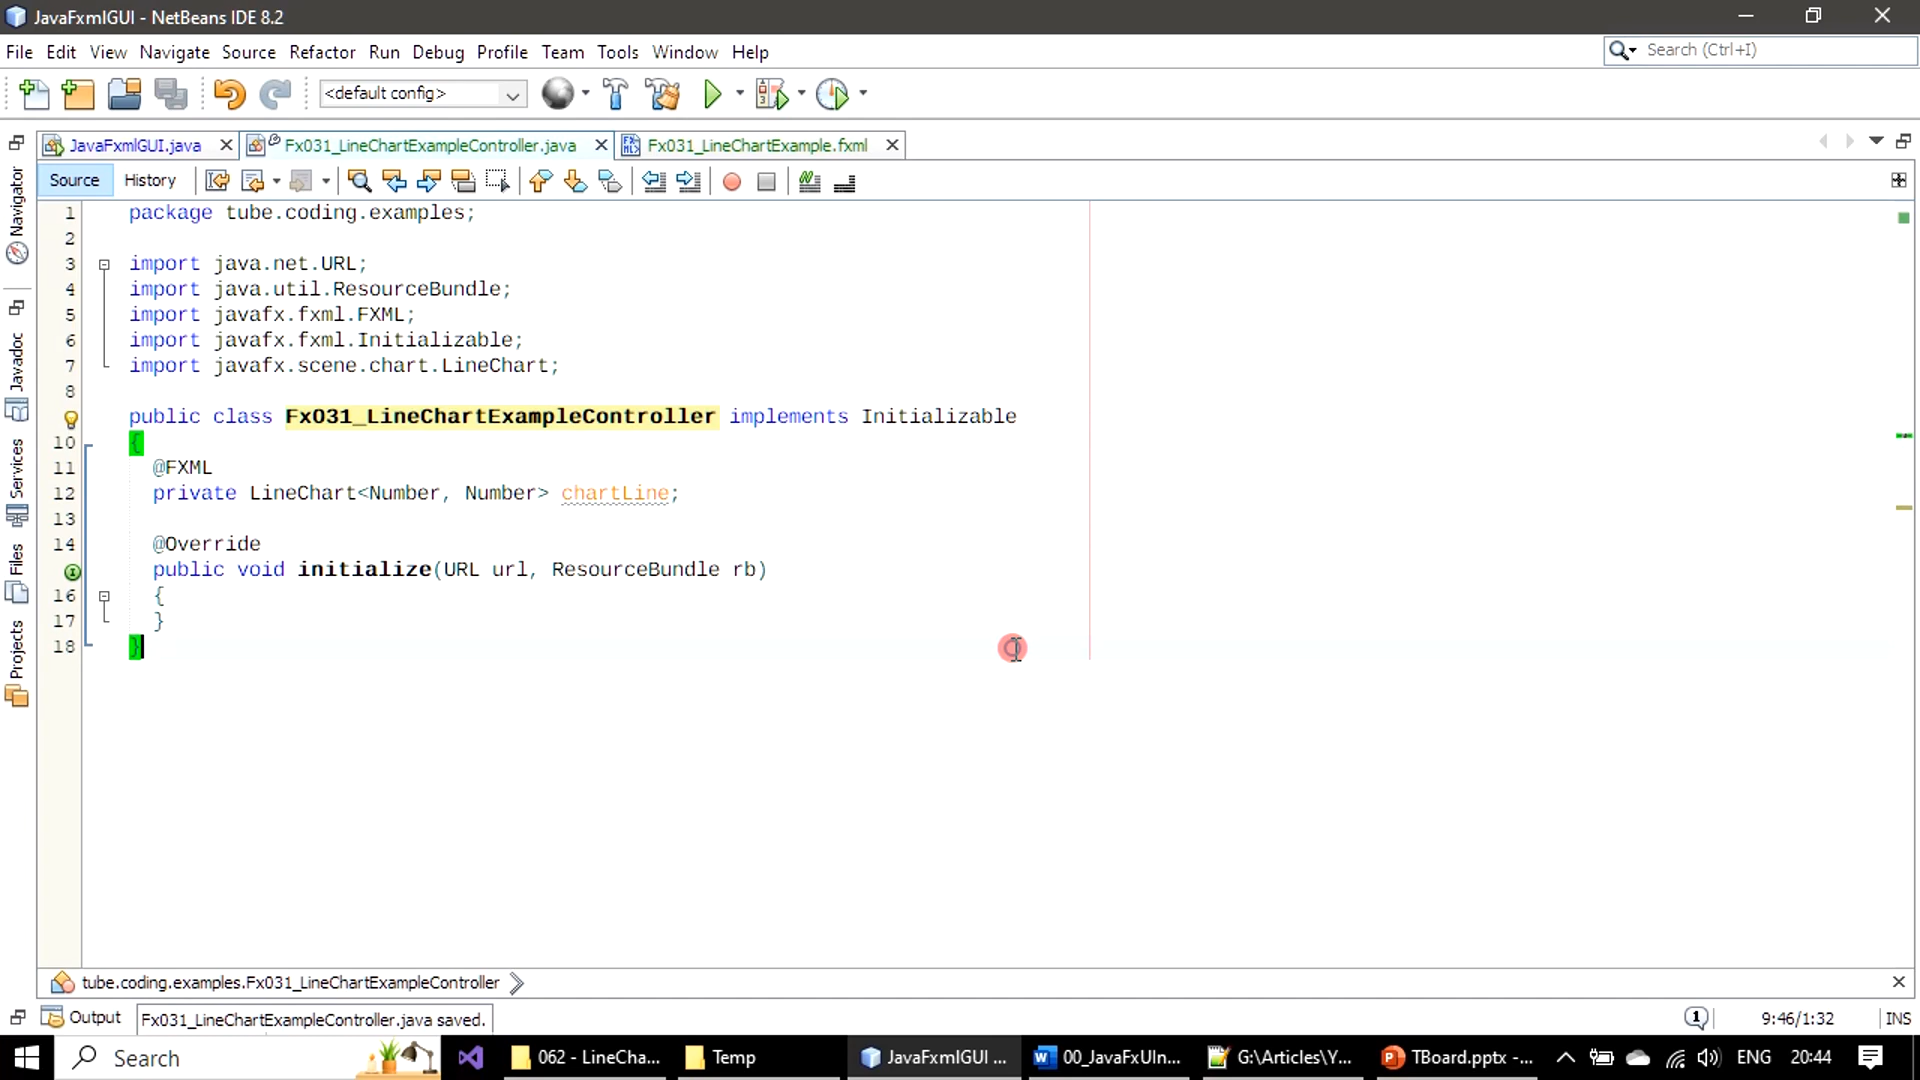 JavaFxmlGUI - NetBeans IDE 8.2
File Edit View Navigate Source Refactor Run Debug Profile Team Tools Window Help
Search (Ctrl+I)
<default config>
JavaFxmlGUI.java
Fx031_LineChartExampleController.java
Fx031_LineChartExample.fxml
Source History
Navigator
Javadoc
Services
Files
Projects
1 package tube.coding.examples;
2
3 import java.net.URL;
4 import java.util.ResourceBundle;
5 import javafx.fxml.FXML;
6 import javafx.fxml.Initializable;
7 import javafx.scene.chart.LineChart;
8
public class Fx031_LineChartExampleController implements Initializable
10 {
11 @FXML
12 private LineChart<Number, Number> chartLine;
13
14 @Override
public void initialize(URL url, ResourceBundle rb)
16 {
17 }
18 }
tube.coding.examples.Fx031_LineChartExampleController
Output
Fx031_LineChartExampleController.java saved.
1
9:46/1:32
INS
Search
062 - LineCha...
Temp
JavaFxmlGUI ...
00_JavaFxUIn...
G:\Articles\Y...
TBoard.pptx -...
ENG
20:44